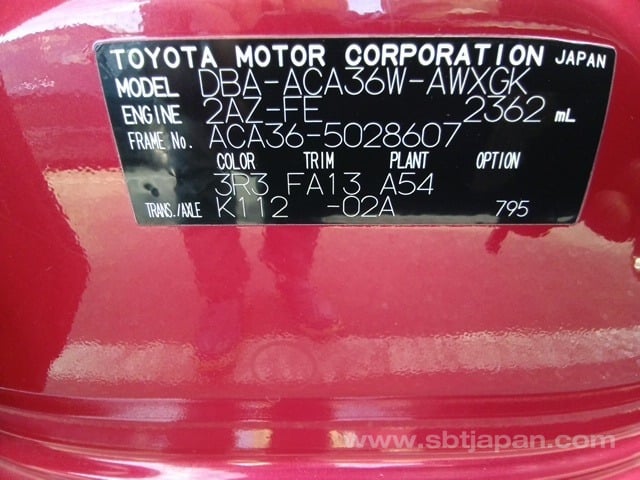 TOYOTA MOTOR CORPORATION JAPAN
MODEL DBA-ACA36W-AWXGK
ENGINE 2AZ-FE 2362 mL
FRAME No. ACA36-5028607
COLOR TRIM PLANT OPTION
3R3 FA13 A54
TRANS./AXLE K112 -02A 795
www.sbtjapan.com